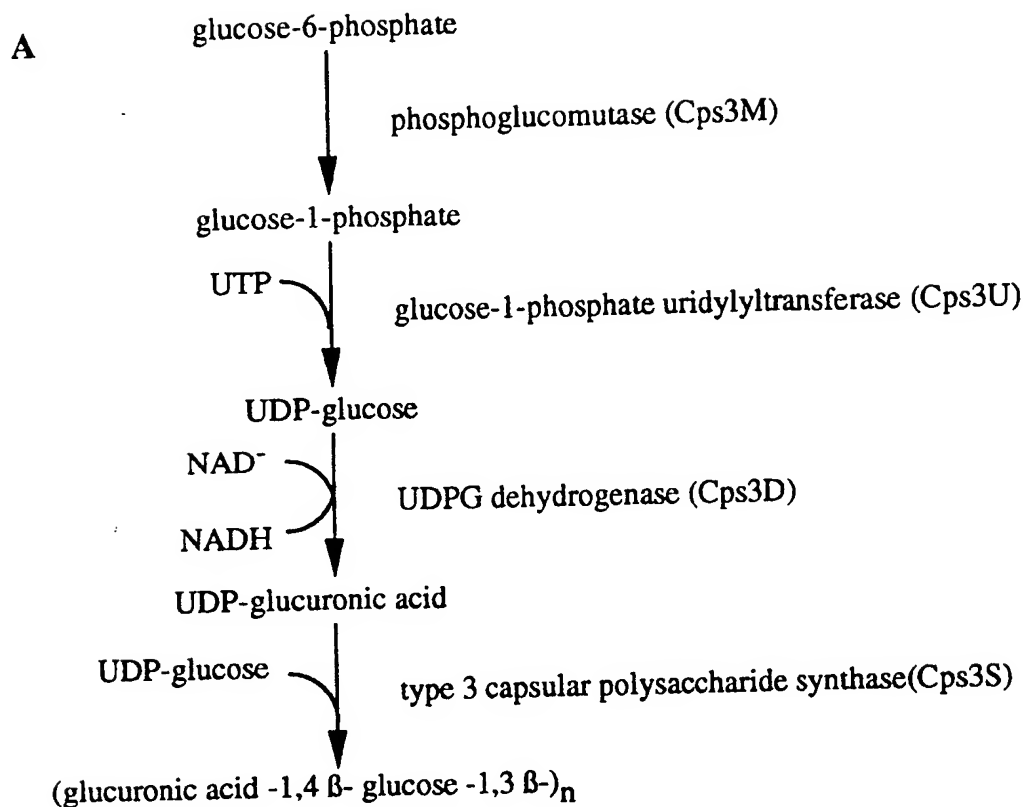 A
glucose-6-phosphate
phosphoglucomutase (Cps3M)
glucose-1-phosphate
UTP
glucose-1-phosphate uridylyltransferase (Cps3U)
UDP-glucose
NAD⁻
UDPG dehydrogenase (Cps3D)
NADH
UDP-glucuronic acid
UDP-glucose
type 3 capsular polysaccharide synthase(Cps3S)
(glucuronic acid -1,4 ß- glucose -1,3 ß-)n